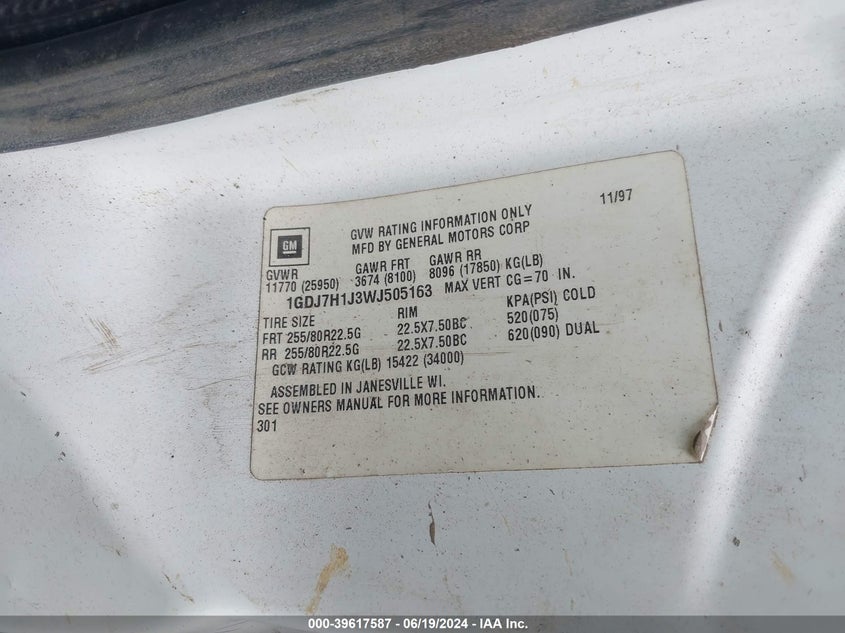 11/97
GVW RATING INFORMATION ONLY
MFD BY GENERAL MOTORS CORP
GM
GVWR GAWR FRT GAWR RR
11770 (25950) 3674 (8100) 8096 (17850) KG(LB)
1GDJ7H1J3WJ505163 MAX VERT CG=70 IN.
TIRE SIZE RIM KPA(PSI) COLD
FRT 255/80R22.5G 22.5X7.50BC 520(075)
RR 255/80R22.5G 22.5X7.50BC 620(090) DUAL
GCW RATING KG(LB) 15422 (34000)
ASSEMBLED IN JANESVILLE WI.
SEE OWNERS MANUAL FOR MORE INFORMATION.
301
000-39617587 - 06/19/2024 - IAA Inc.